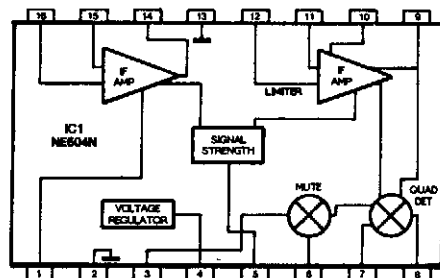 16 15 14 13 12 11 10 9
IF
AMP
IF
AMP
LIMITER
IC1
NE604N
SIGNAL
STRENGTH
MUTE
QUAD
DET
VOLTAGE
REGULATOR
1 2 3 4 5 6 7 8